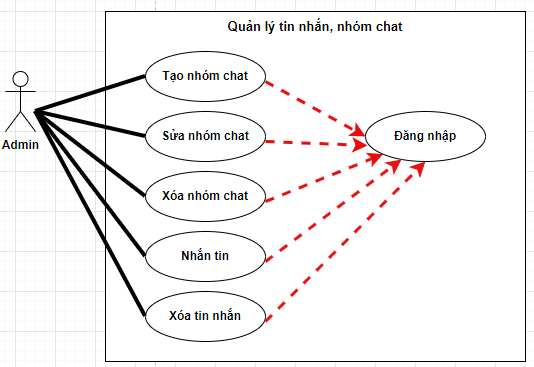 Quản lý tin nhắn, nhóm chat
Tạo nhóm chat
Sửa nhóm chat
Đăng nhập
Admin
Xóa nhóm chat
Nhắn tin
Xóa tin nhắn